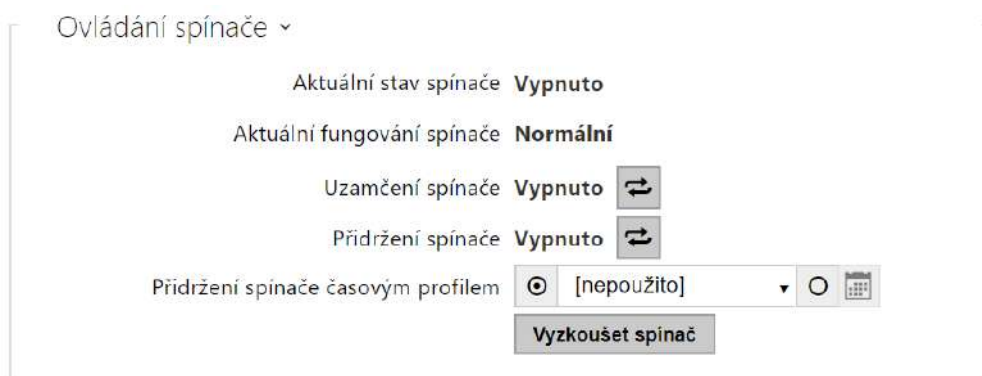 Ovládání spínače
Aktuální stav spínače Vypnuto
Aktuální fungování spínače Normální
Uzamčení spínače Vypnuto
Přidržení spínače Vypnuto
Přidržení spínače časovým profilem [nepoužito]
Vyzkoušet spínač